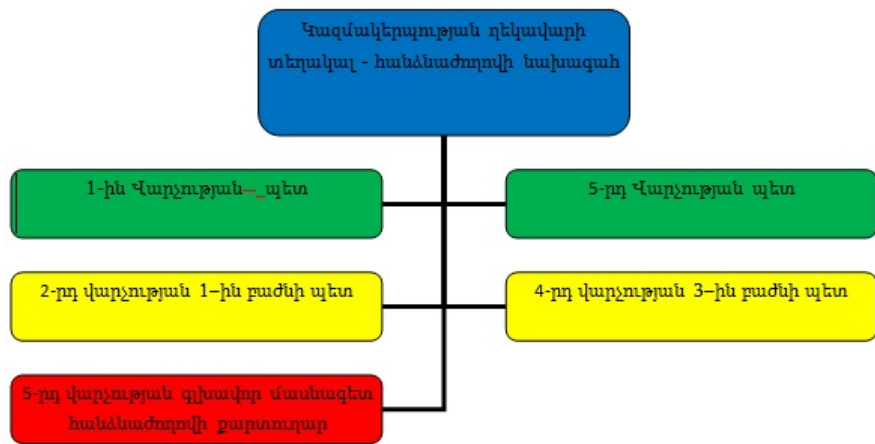 Կազմակերպության ղեկավարի
տեղակալ - հանձնաժողովի նախագահ
1-ին Վարչության–_պետ
5-րդ Վարչության պետ
2-րդ վարչության 1–ին բաժնի պետ
4-րդ վարչության 3–ին բաժնի պետ
5-րդ վարչության գլխավոր մասնագետ
հանձնաժողովի քարտուղար